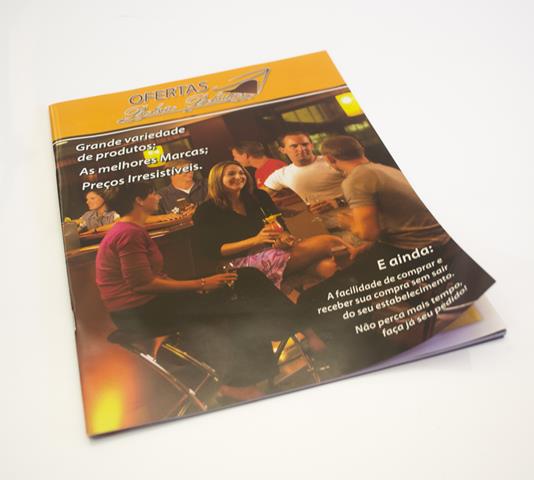 OFERTAS
Grande variedade
de produtos;
As melhores Marcas;
Preços Irresistíveis.
E ainda:
A facilidade de comprar e
receber sua compra sem sair
do seu estabelecimento.
Não perca mais tempo,
faça já seu pedido!